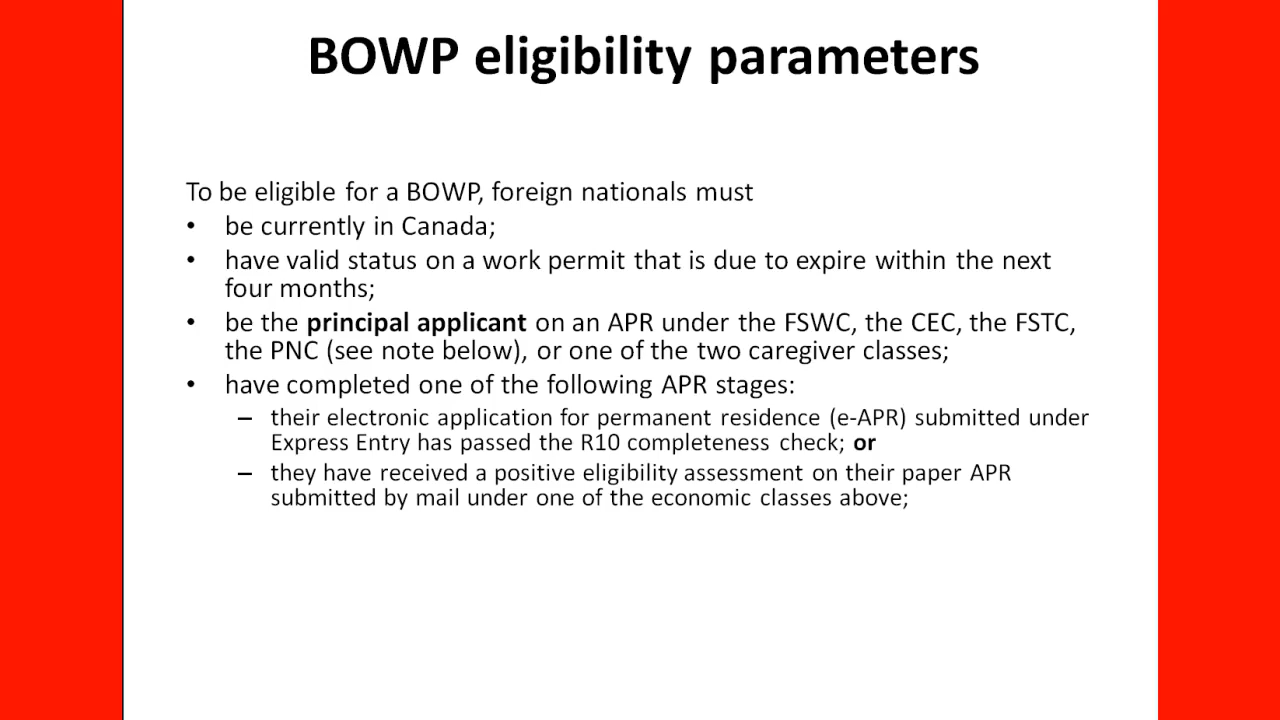 BOWP eligibility parameters
To be eligible for a BOWP, foreign nationals must
• be currently in Canada;
• have valid status on a work permit that is due to expire within the next
four months;
• be the principal applicant on an APR under the FSWC, the CEC, the FSTC,
the PNC (see note below), or one of the two caregiver classes;
• have completed one of the following APR stages:
– their electronic application for permanent residence (e-APR) submitted under
Express Entry has passed the R10 completeness check; or
– they have received a positive eligibility assessment on their paper APR
submitted by mail under one of the economic classes above;